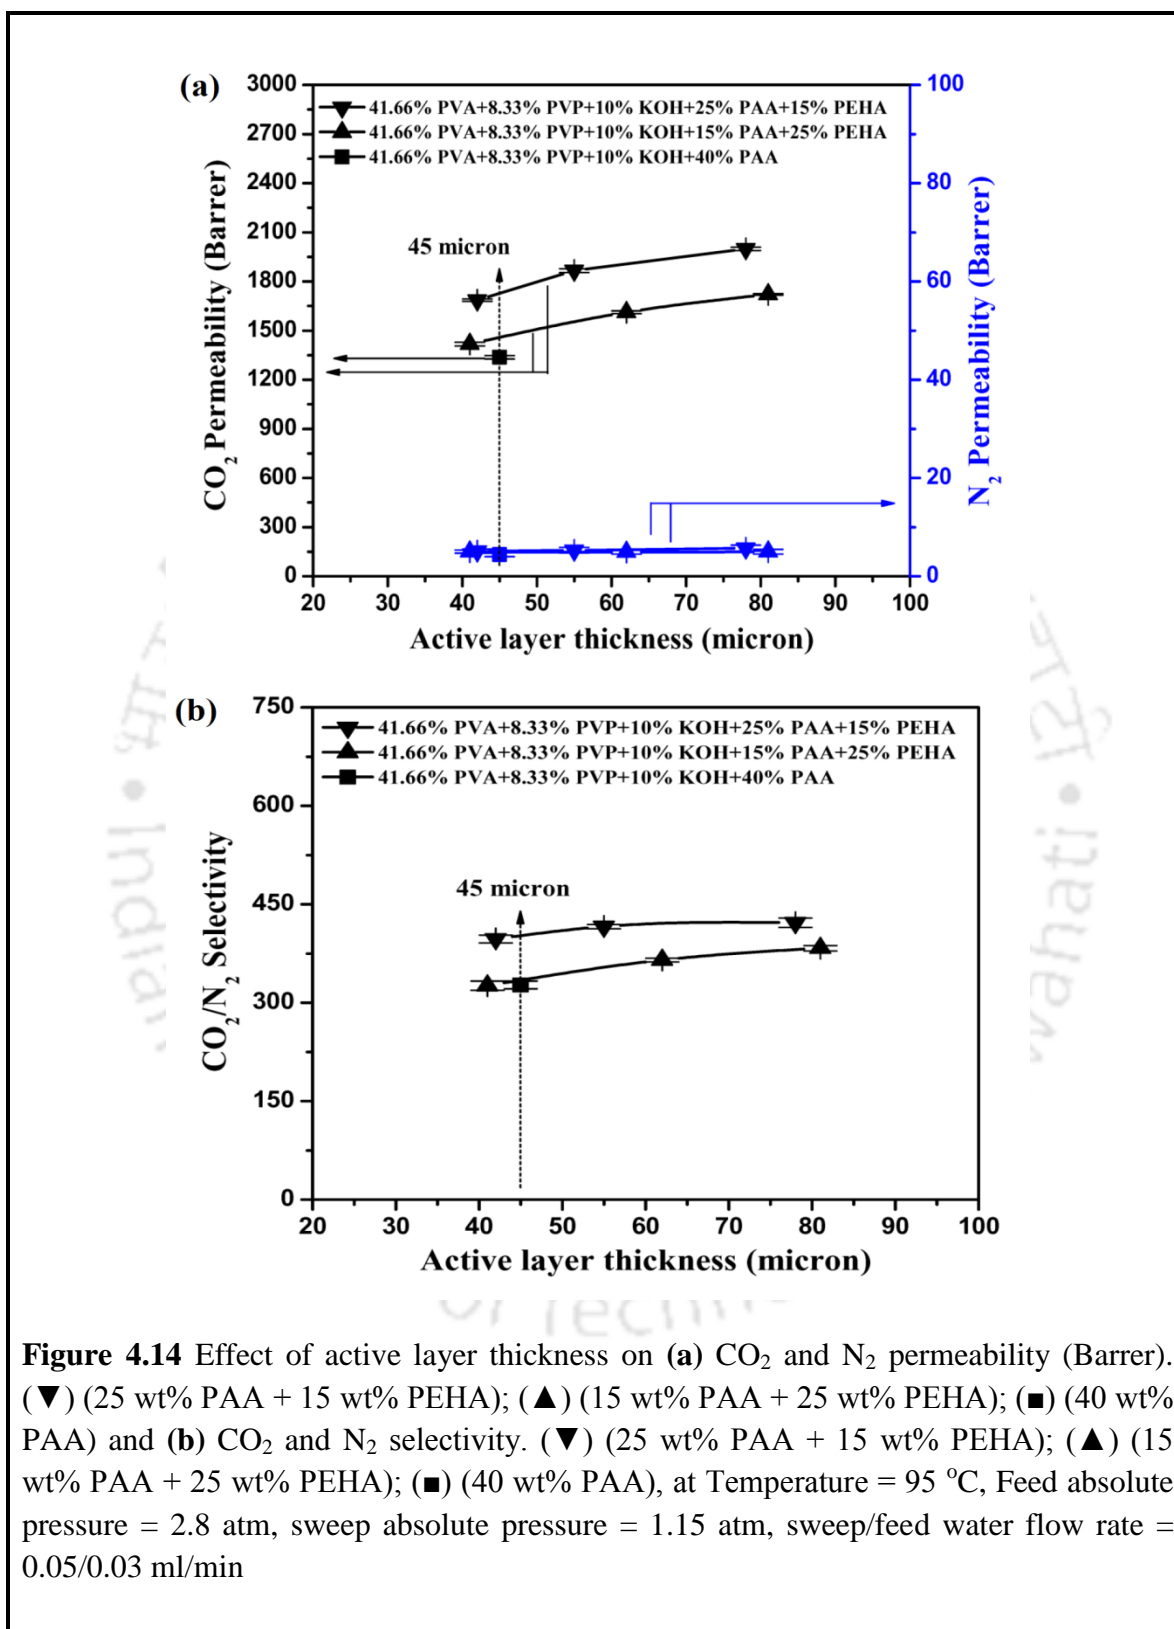 (a)
3000
2700
2400
2100
1800
1500
1200
900
600
300
0
CO₂ Permeability (Barrer)
▼ 41.66% PVA+8.33% PVP+10% KOH+25% PAA+15% PEHA
▲ 41.66% PVA+8.33% PVP+10% KOH+15% PAA+25% PEHA
■ 41.66% PVA+8.33% PVP+10% KOH+40% PAA
45 micron
100
80
60
40
20
0
N₂ Permeability (Barrer)
20 30 40 50 60 70 80 90 100
Active layer thickness (micron)
(b)
750
600
450
300
150
0
CO₂/N₂ Selectivity
▼ 41.66% PVA+8.33% PVP+10% KOH+25% PAA+15% PEHA
▲ 41.66% PVA+8.33% PVP+10% KOH+15% PAA+25% PEHA
■ 41.66% PVA+8.33% PVP+10% KOH+40% PAA
45 micron
20 30 40 50 60 70 80 90 100
Active layer thickness (micron)
Figure 4.14 Effect of active layer thickness on (a) CO₂ and N₂ permeability (Barrer).
(▼) (25 wt% PAA + 15 wt% PEHA); (▲) (15 wt% PAA + 25 wt% PEHA); (■) (40 wt%
PAA) and (b) CO₂ and N₂ selectivity. (▼) (25 wt% PAA + 15 wt% PEHA); (▲) (15
wt% PAA + 25 wt% PEHA); (■) (40 wt% PAA), at Temperature = 95 °C, Feed absolute
pressure = 2.8 atm, sweep absolute pressure = 1.15 atm, sweep/feed water flow rate =
0.05/0.03 ml/min